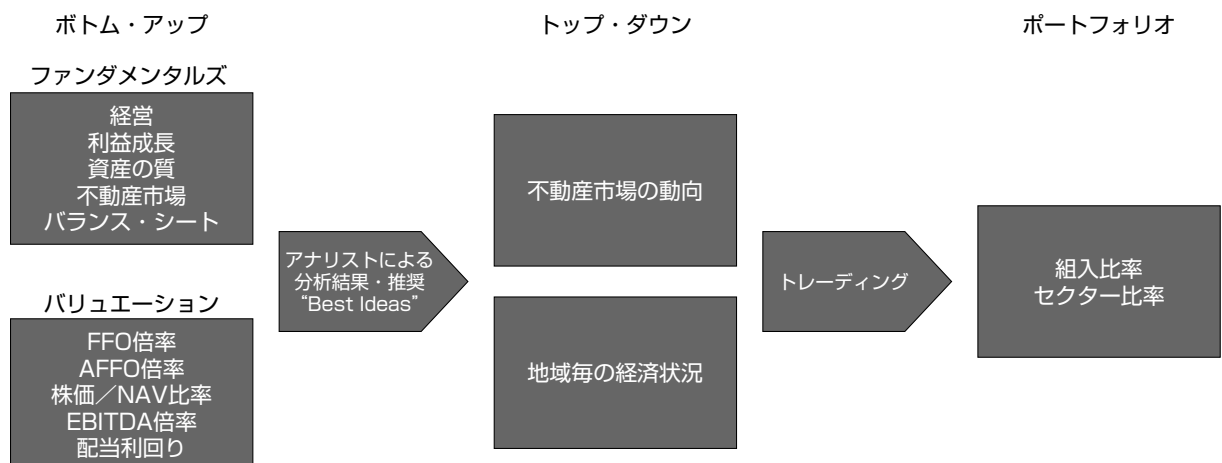 ボトム・アップ
ファンダメンタルズ
経営
利益成長
資産の質
不動産市場
バランス・シート
バリュエーション
FFO倍率
AFFO倍率
株価／NAV比率
EBITDA倍率
配当利回り
アナリストによる
分析結果・推奨
“Best Ideas”
トップ・ダウン
不動産市場の動向
地域毎の経済状況
トレーディング
ポートフォリオ
組入比率
セクター比率